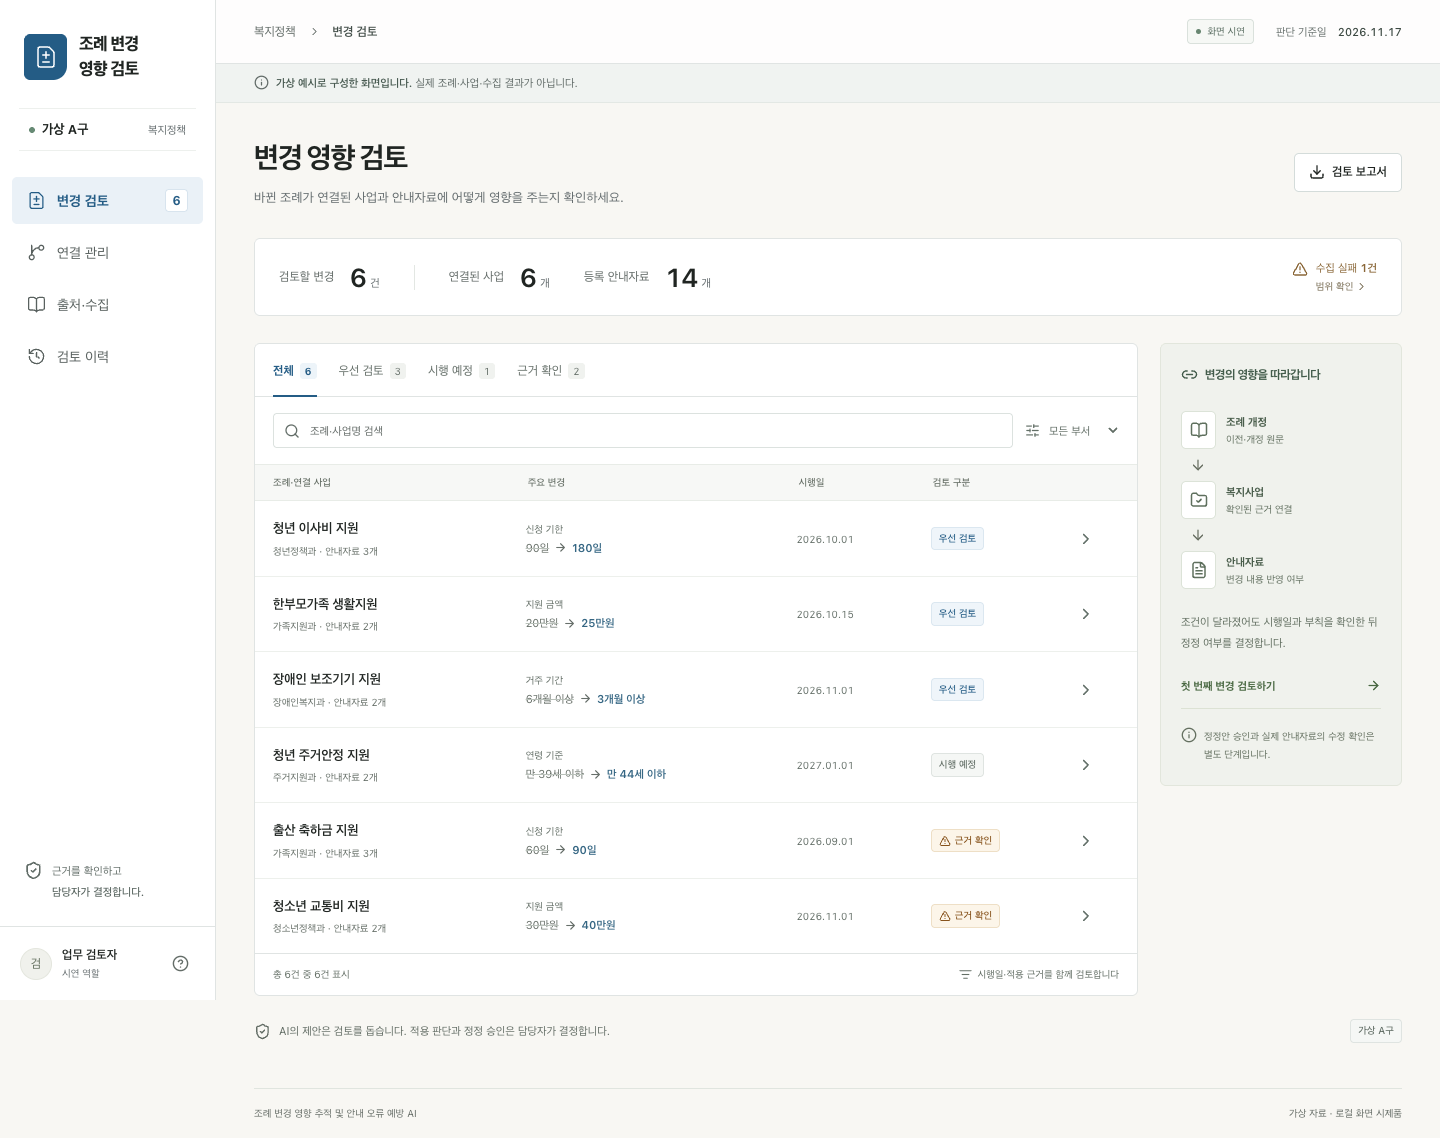 조례 변경
영향 검토
가상 A구
복지정책
변경 검토
6
연결 관리
출처·수집
검토 이력
근거를 확인하고
담당자가 결정합니다.
검
업무 검토자
시연 역할
복지정책
변경 검토
화면 시연
판단 기준일 2026.11.17
가상 예시로 구성한 화면입니다. 실제 조례·사업·수집 결과가 아닙니다.
변경 영향 검토
바뀐 조례가 연결된 사업과 안내자료에 어떻게 영향을 주는지 확인하세요.
검토 보고서
검토할 변경 6 건
연결된 사업 6 개
등록 안내자료 14 개
수집 실패 1건
범위 확인
전체 6
우선 검토 3
시행 예정 1
근거 확인 2
조례·사업명 검색
모든 부서
조례·연결 사업 주요 변경 시행일 검토 구분
청년 이사비 지원
청년정책과 · 안내자료 3개
신청 기한
90일 → 180일
2026.10.01
우선 검토
한부모가족 생활지원
가족지원과 · 안내자료 2개
지원 금액
20만원 → 25만원
2026.10.15
우선 검토
장애인 보조기기 지원
장애인복지과 · 안내자료 2개
거주 기간
6개월 이상 → 3개월 이상
2026.11.01
우선 검토
청년 주거안정 지원
주거지원과 · 안내자료 2개
연령 기준
만 39세 이하 → 만 44세 이하
2027.01.01
시행 예정
출산 축하금 지원
가족지원과 · 안내자료 3개
신청 기한
60일 → 90일
2026.09.01
근거 확인
청소년 교통비 지원
청소년정책과 · 안내자료 2개
지원 금액
30만원 → 40만원
2026.11.01
근거 확인
총 6건 중 6건 표시
시행일·적용 근거를 함께 검토합니다
변경의 영향을 따라갑니다
조례 개정
이전·개정 원문
복지사업
확인된 근거 연결
안내자료
변경 내용 반영 여부
조건이 달라졌어도 시행일과 부칙을 확인한 뒤
정정 여부를 결정합니다.
첫 번째 변경 검토하기
정정안 승인과 실제 안내자료의 수정 확인은
별도 단계입니다.
AI의 제안은 검토를 돕습니다. 적용 판단과 정정 승인은 담당자가 결정합니다.
가상 A구
조례 변경 영향 추적 및 안내 오류 예방 AI
가상 자료 · 로컬 화면 시제품